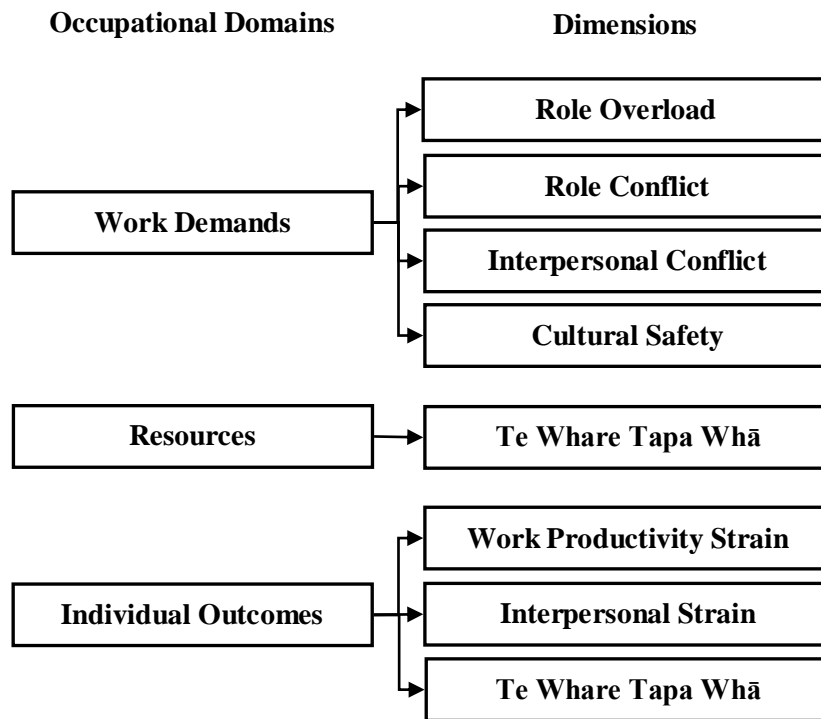 Occupational Domains
Dimensions
Role Overload
Role Conflict
Work Demands
Interpersonal Conflict
Cultural Safety
Resources
Te Whare Tapa Whā
Work Productivity Strain
Individual Outcomes
Interpersonal Strain
Te Whare Tapa Whā